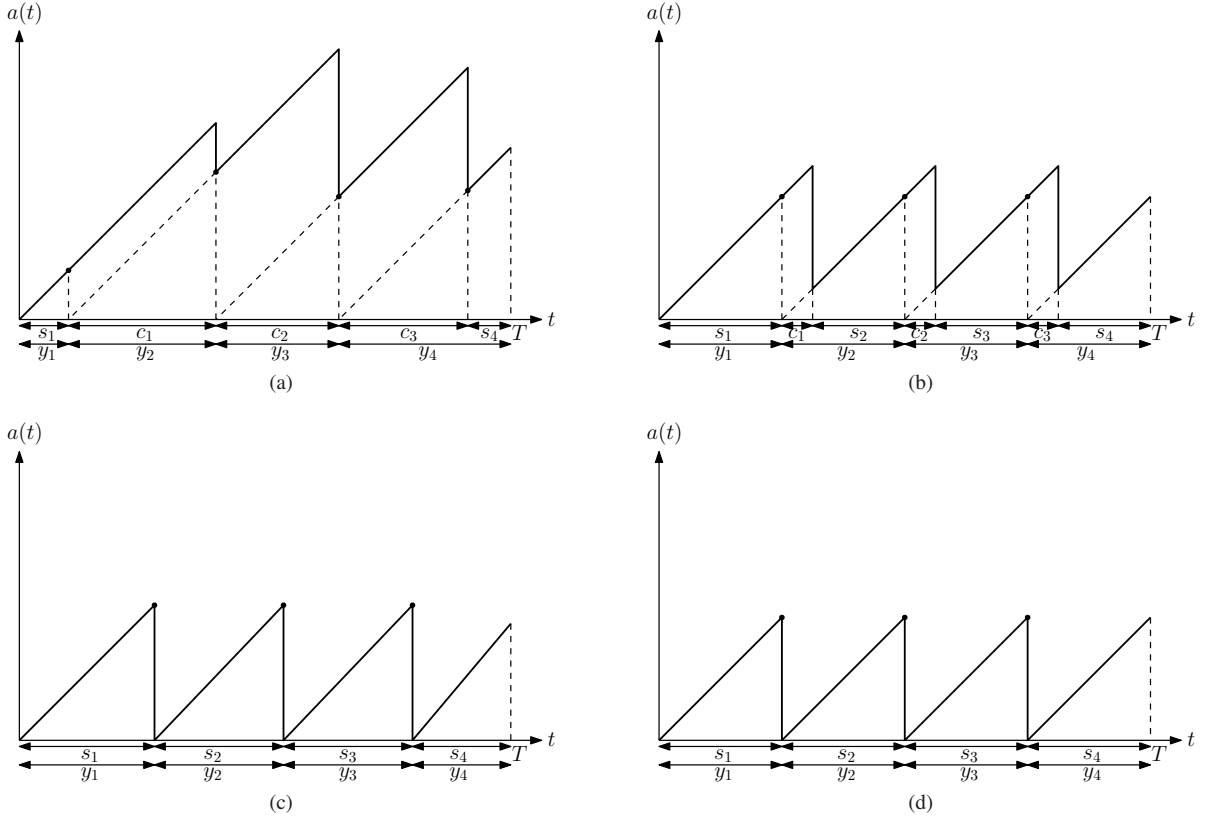 a(t)
s₁ c₁ c₂ c₃ s₄ T t
y₁ y₂ y₃ y₄
(a)
a(t)
s₁ c₁ s₂ c₂ s₃ c₃ s₄ T t
y₁ y₂ y₃ y₄
(b)
a(t)
s₁ s₂ s₃ s₄ T t
y₁ y₂ y₃ y₄
(c)
a(t)
s₁ s₂ s₃ s₄ T t
y₁ y₂ y₃ y₄
(d)